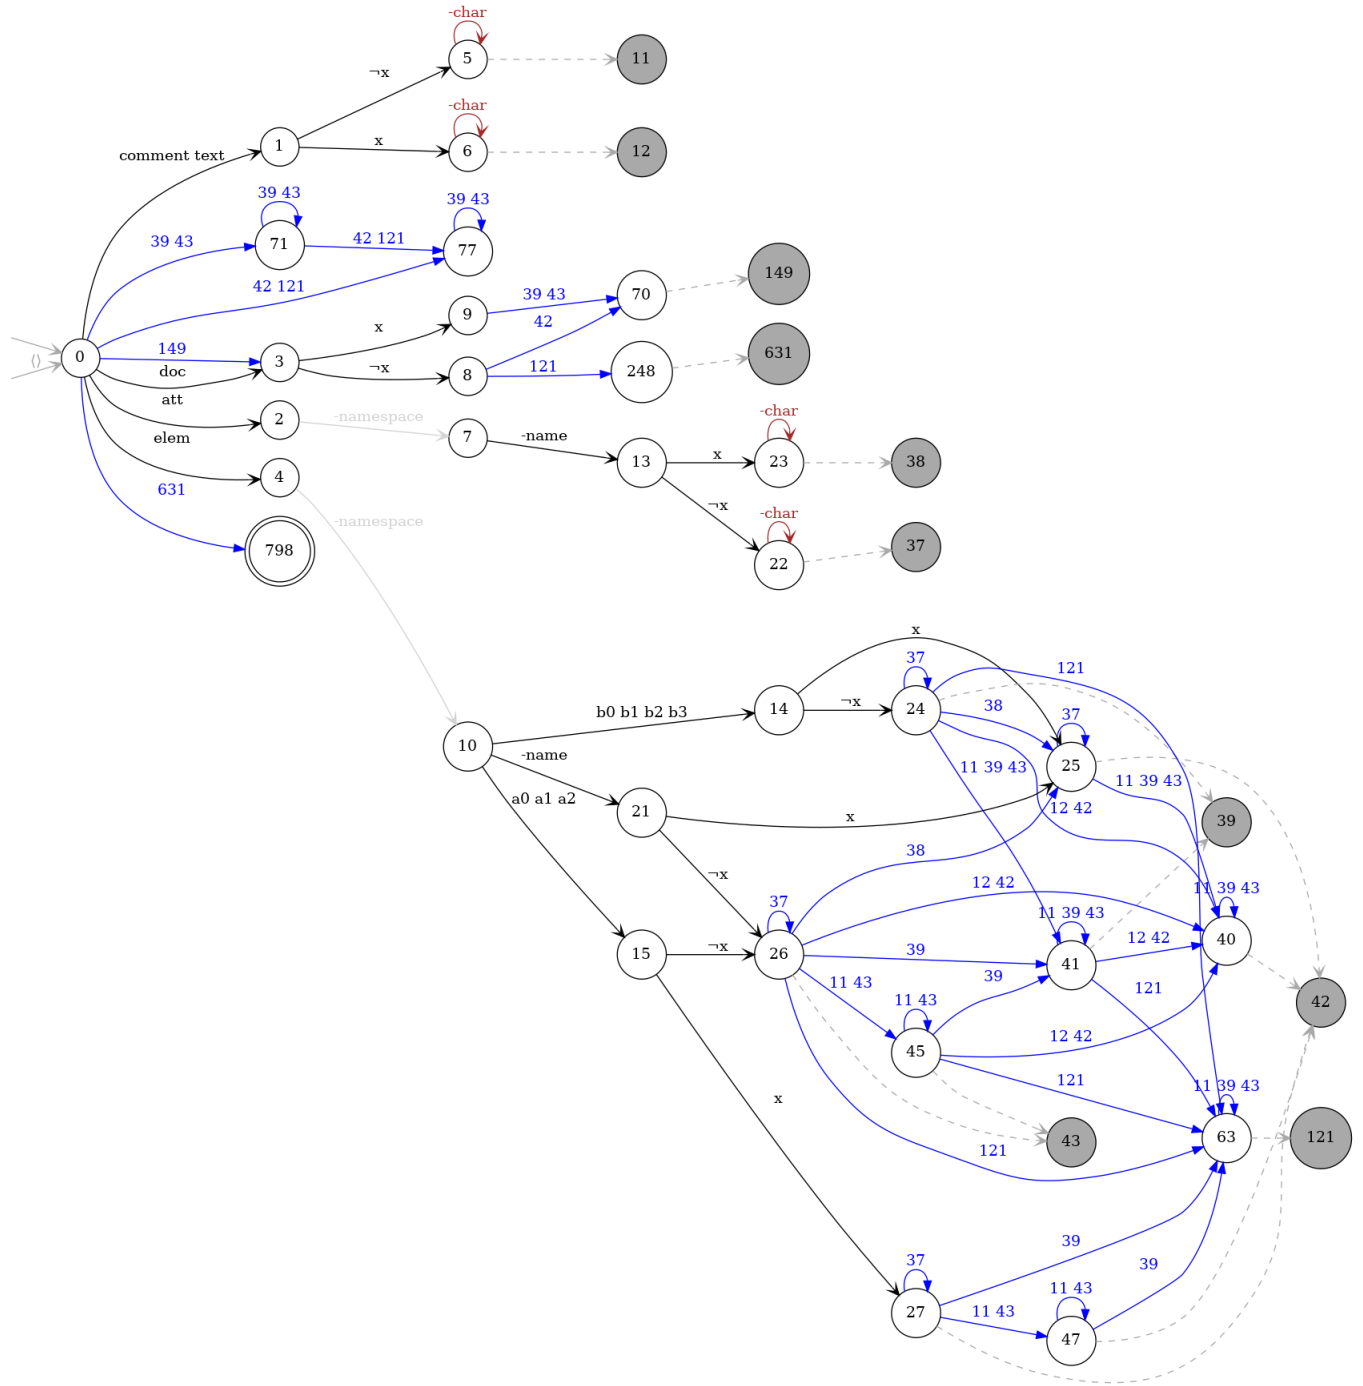 -char
5
11
¬x
-char
comment text
1
x
6
12
39 43
39 43
39 43
71
42 121
77
42 121
149
9
39 43
70
x
42
⟨⟩
0
149
3
631
doc
¬x
8
121
248
att
2
-namespace
-char
elem
7
-name
13
x
23
38
631
4
¬x
-char
-namespace
22
37
798
x
37
121
14
¬x
24
38
37
b0 b1 b2 b3
10
-name
11 39 43
25
11 39 43
a0 a1 a2
21
x
12 42
39
38
¬x
37
12 42
11 39 43
11 39 43
15
¬x
26
39
41
12 42
40
11 43
39
121
42
11 43
45
12 42
121
11 39 43
x
43
63
121
121
39
37
11 43
39
27
11 43
47